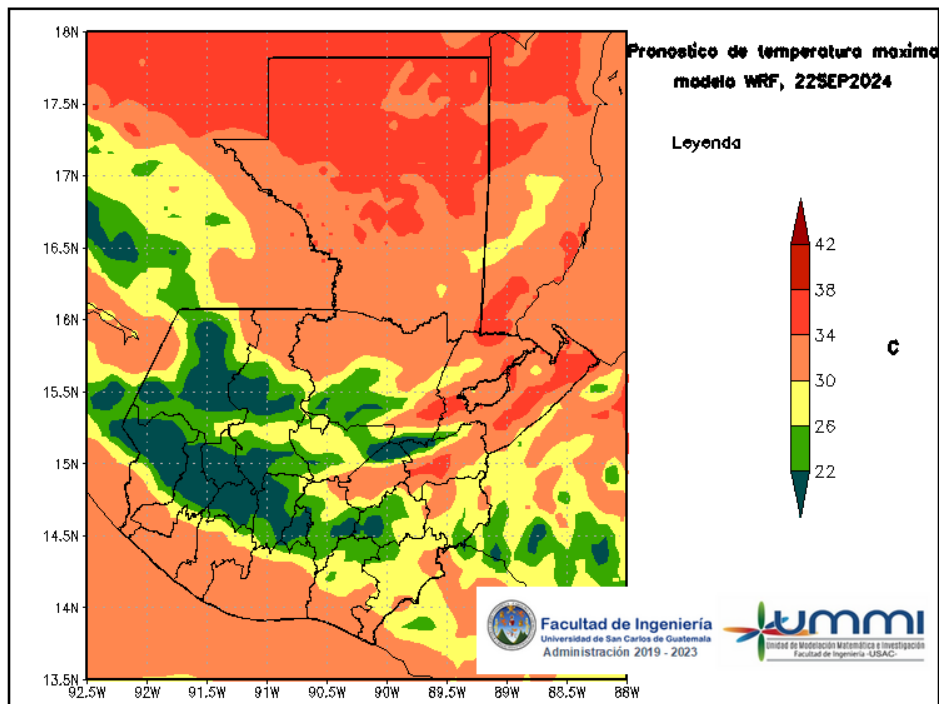 Pronostico de temperatura maxima
modelo WRF, 22SEP2024
Leyenda
42
38
34
30
26
22
C
18N
17.5N
17N
16.5N
16N
15.5N
15N
14.5N
14N
13.5N
92.5W 92W 91.5W 91W 90.5W 90W 89.5W 89W 88.5W 88W
Facultad de Ingeniería
Universidad de San Carlos de Guatemala
Administración 2019 - 2023
ummi
Unidad de Modelación Matemática e Investigación
Facultad de Ingeniería -USAC-